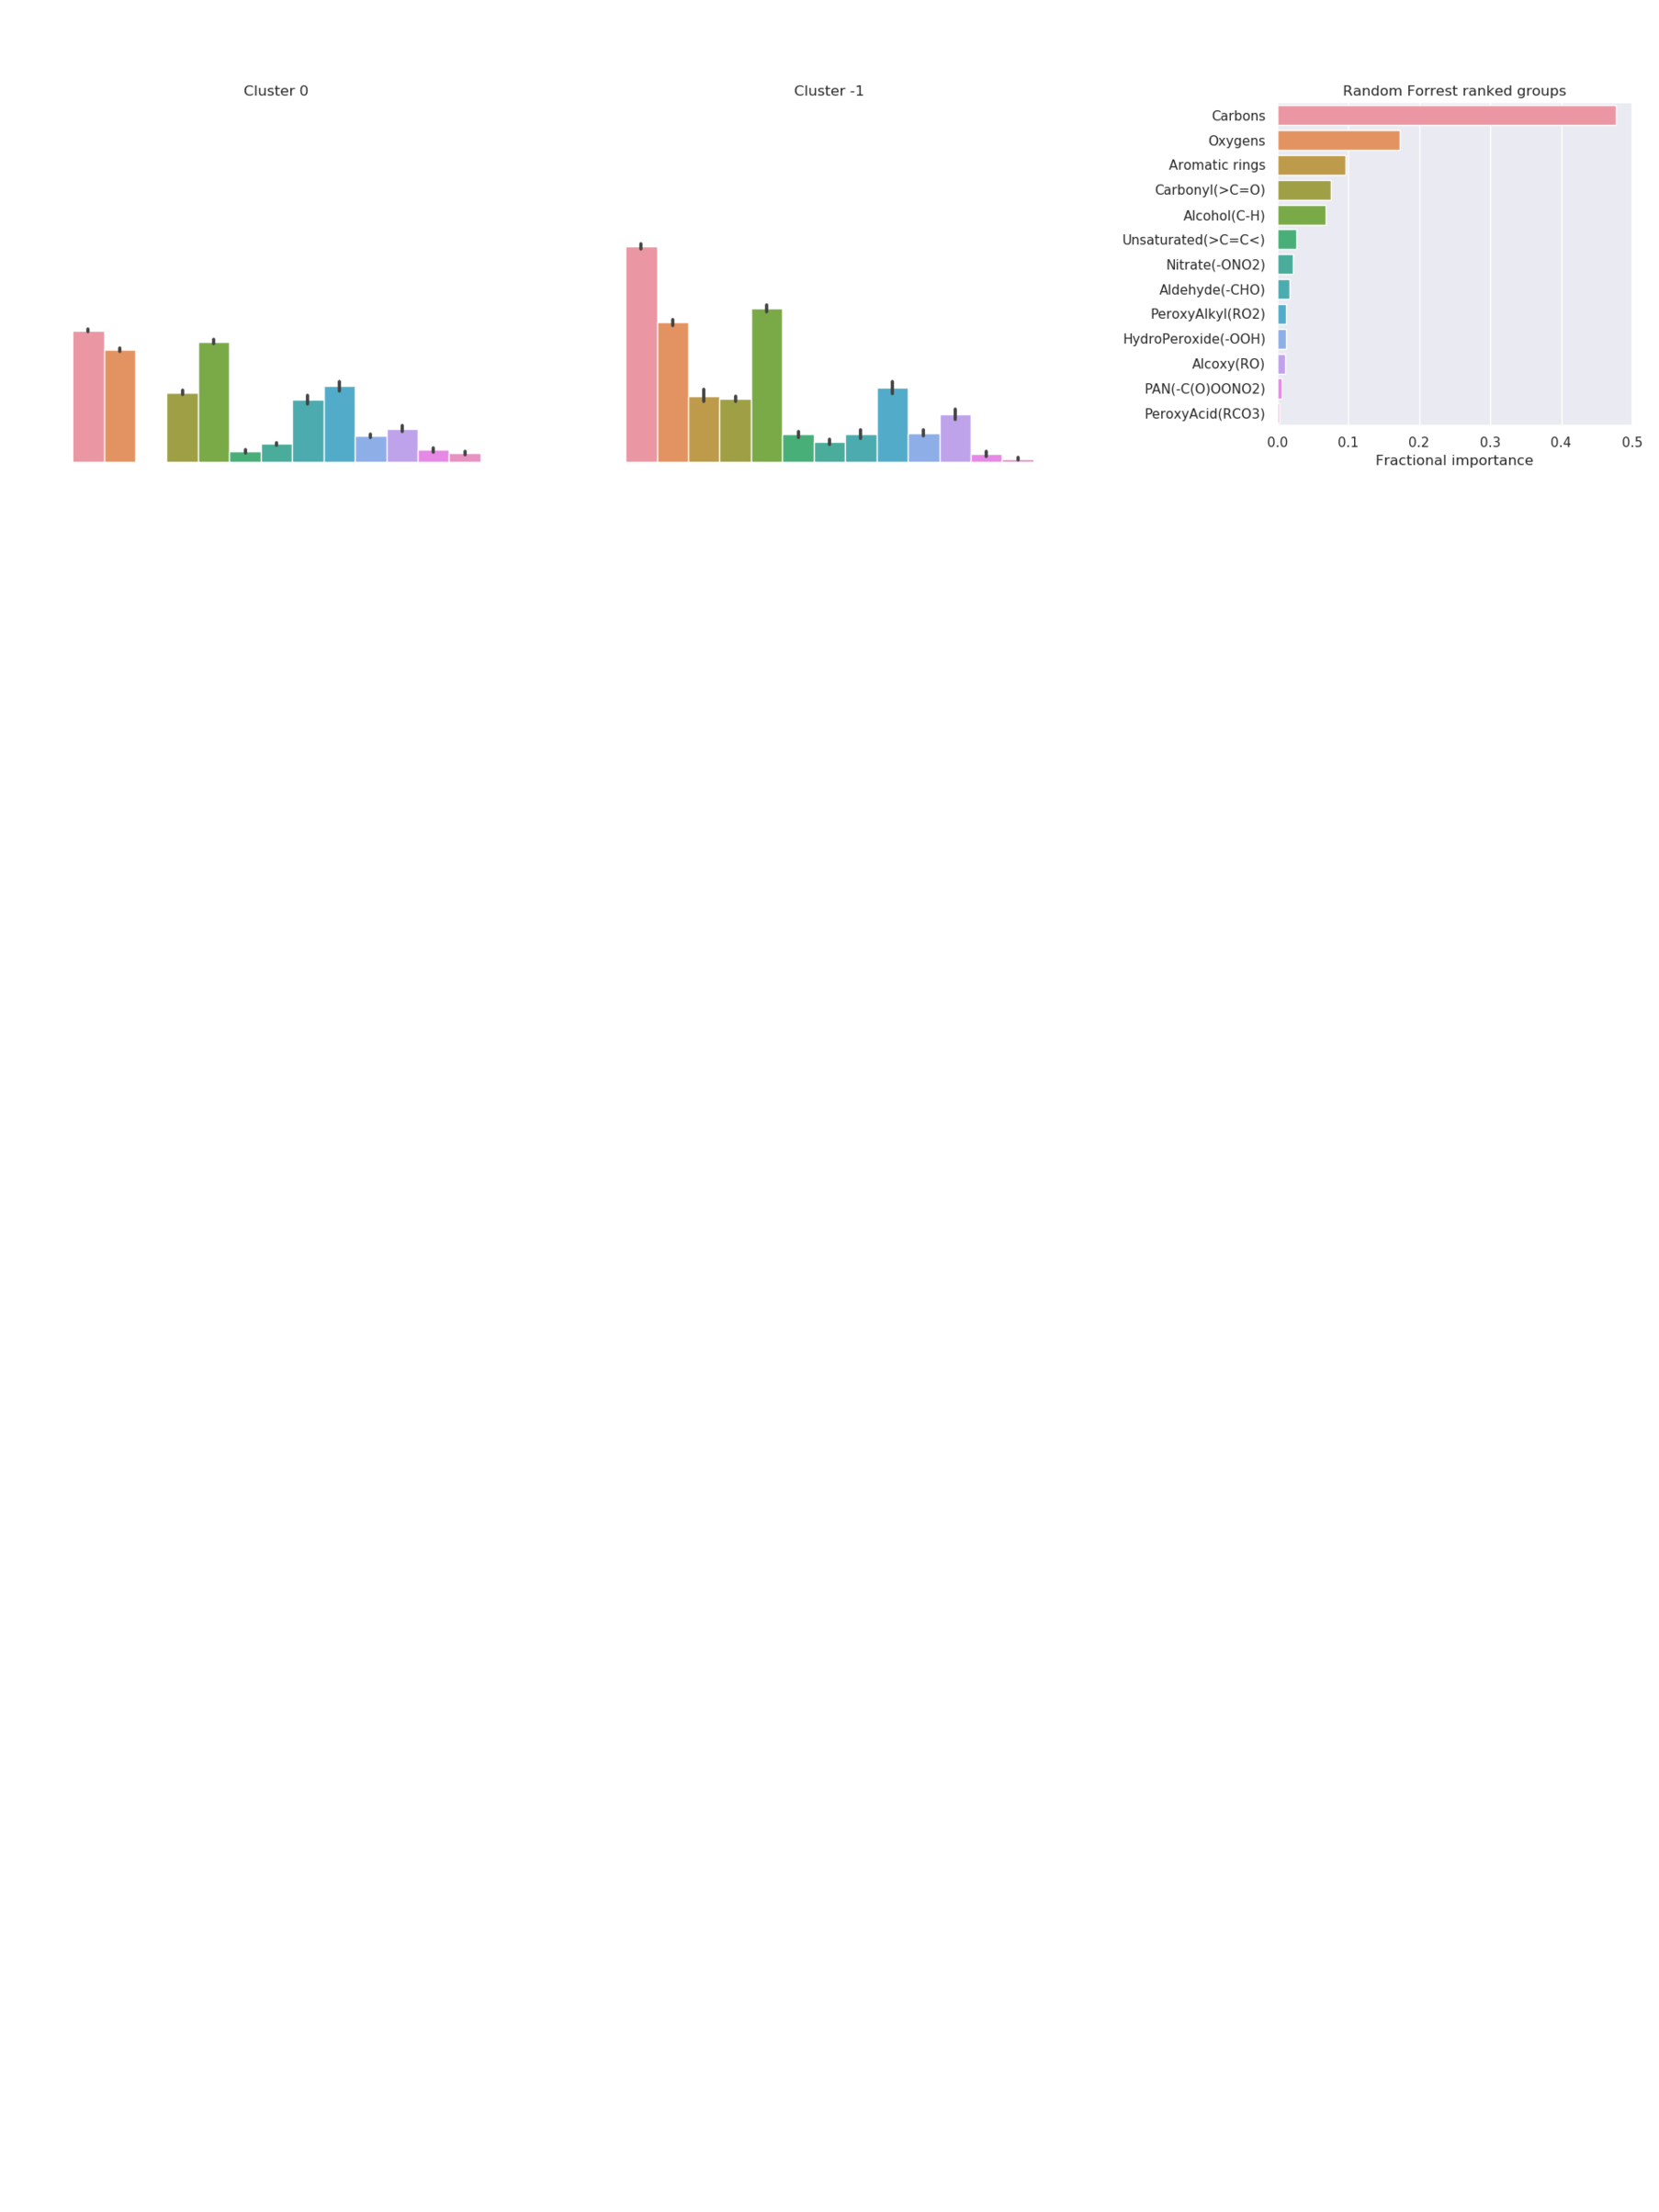 Cluster 0
Cluster -1
Random Forrest ranked groups
Carbons
Oxygens
Aromatic rings
Carbonyl(>C=O)
Alcohol(C-H)
Unsaturated(>C=C<)
Nitrate(-ONO2)
Aldehyde(-CHO)
PeroxyAlkyl(RO2)
HydroPeroxide(-OOH)
Alcoxy(RO)
PAN(-C(O)OONO2)
PeroxyAcid(RCO3)
0.0 0.1 0.2 0.3 0.4 0.5
Fractional importance